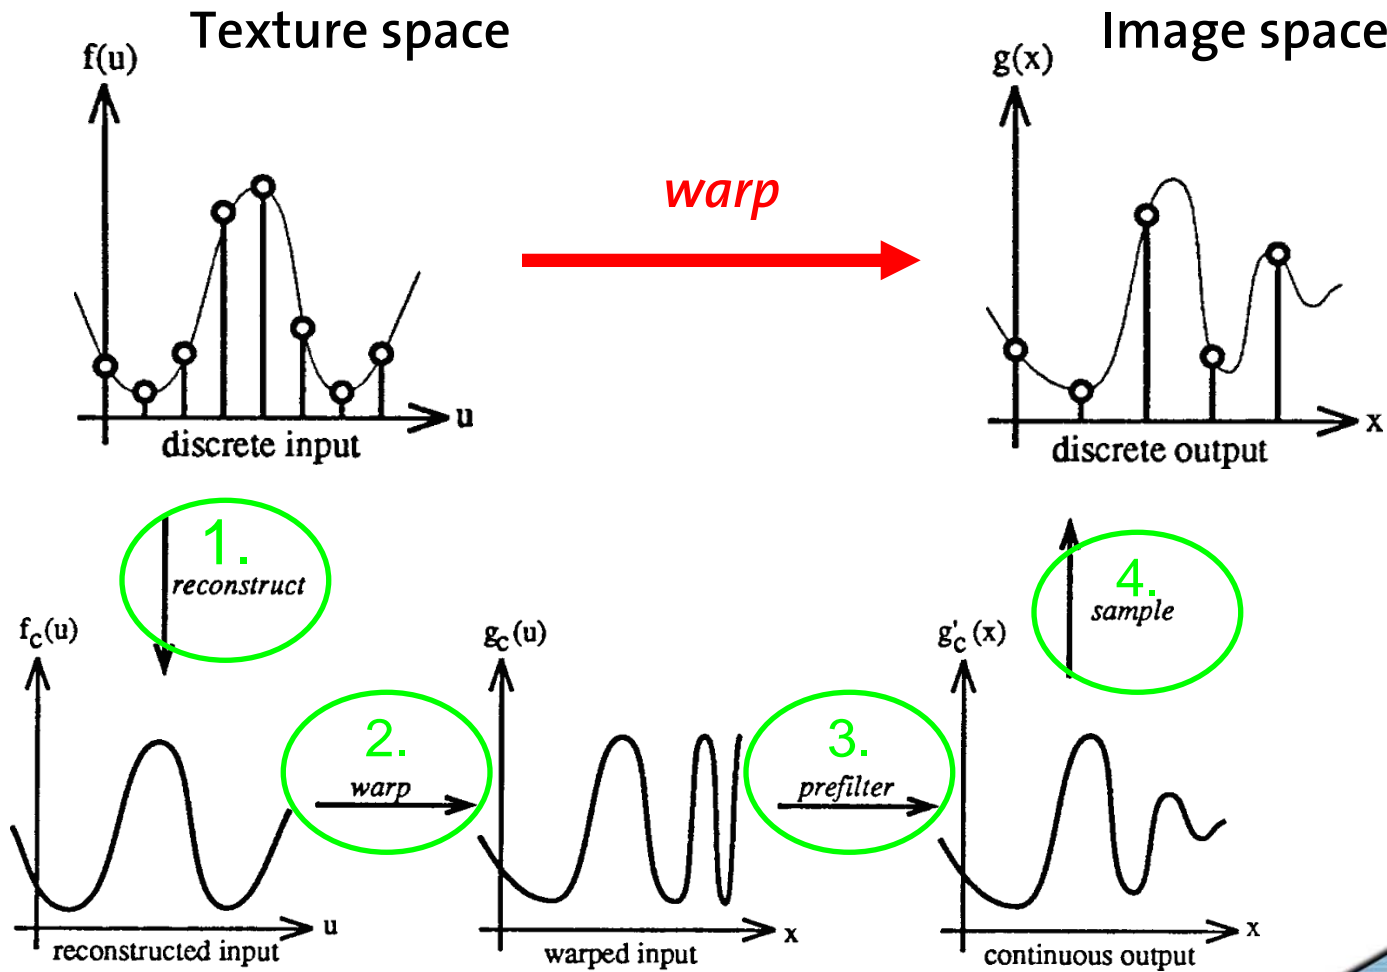 Texture space
Image space
f(u)
g(x)
warp
u
x
discrete input
discrete output
1.
reconstruct
4.
sample
f_c(u)
g_c(u)
g'_c(x)
2.
warp
3.
prefilter
u
x
x
reconstructed input
warped input
continuous output